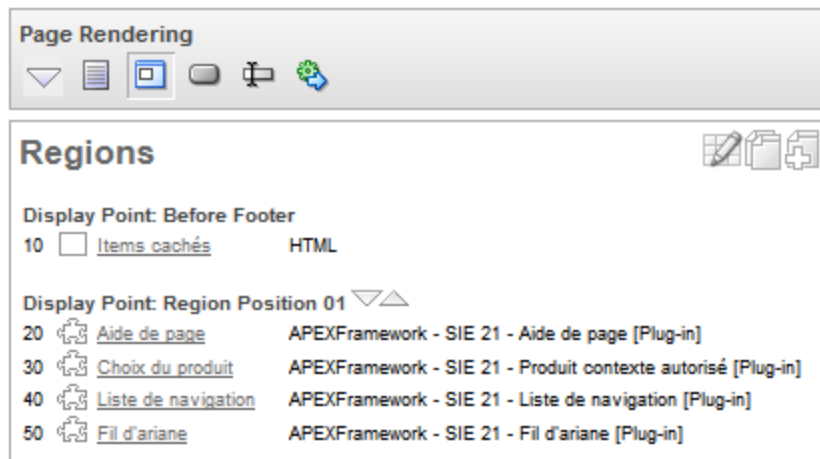 Page Rendering
Regions
Display Point: Before Footer
10 Items cachés HTML
Display Point: Region Position 01
20 Aide de page APEXFramework - SIE 21 - Aide de page [Plug-in]
30 Choix du produit APEXFramework - SIE 21 - Produit contexte autorisé [Plug-in]
40 Liste de navigation APEXFramework - SIE 21 - Liste de navigation [Plug-in]
50 Fil d'ariane APEXFramework - SIE 21 - Fil d'ariane [Plug-in]